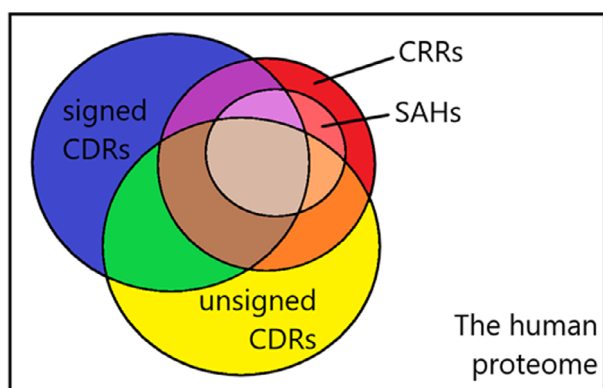 CRRs
signed
CDRs
SAHs
unsigned
CDRs
The human
proteome